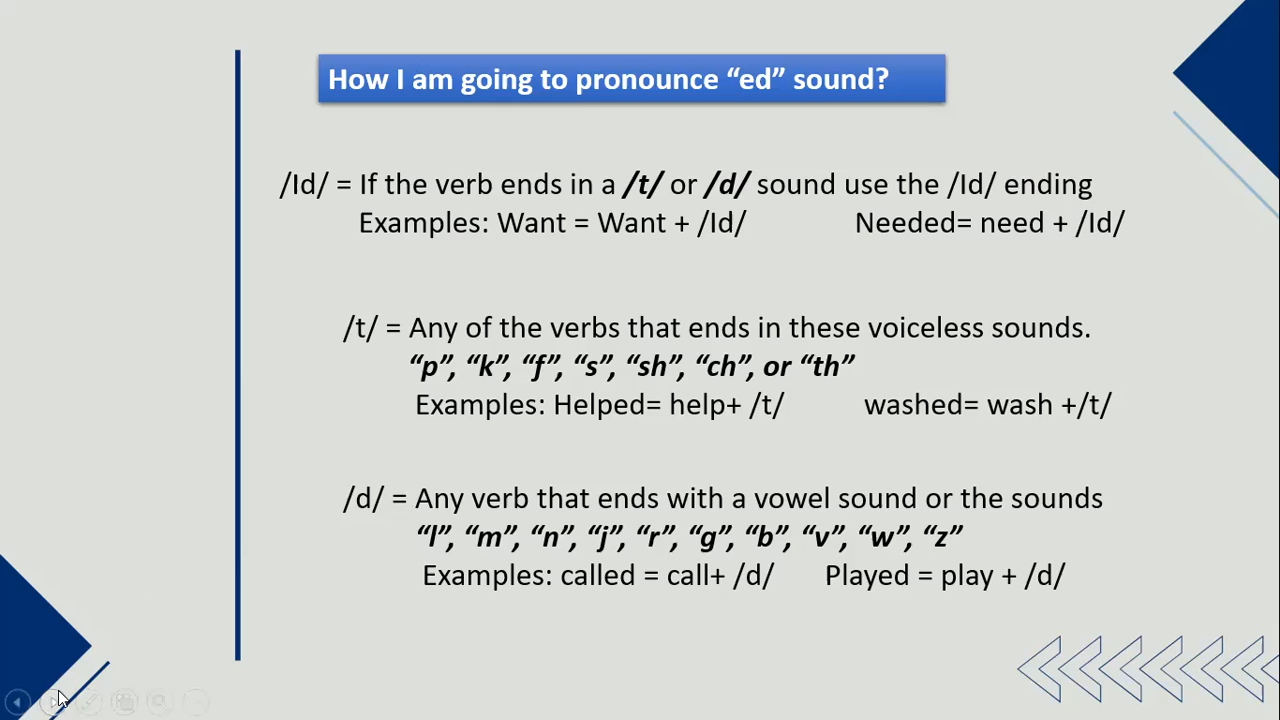 How I am going to pronounce “ed” sound?
/Id/ = If the verb ends in a /t/ or /d/ sound use the /Id/ ending
Examples: Want = Want + /Id/ Needed= need + /Id/
/t/ = Any of the verbs that ends in these voiceless sounds.
“p”, “k”, “f”, “s”, “sh”, “ch”, or “th”
Examples: Helped= help+ /t/ washed= wash +/t/
/d/ = Any verb that ends with a vowel sound or the sounds
“l”, “m”, “n”, “j”, “r”, “g”, “b”, “v”, “w”, “z”
Examples: called = call+ /d/ Played = play + /d/